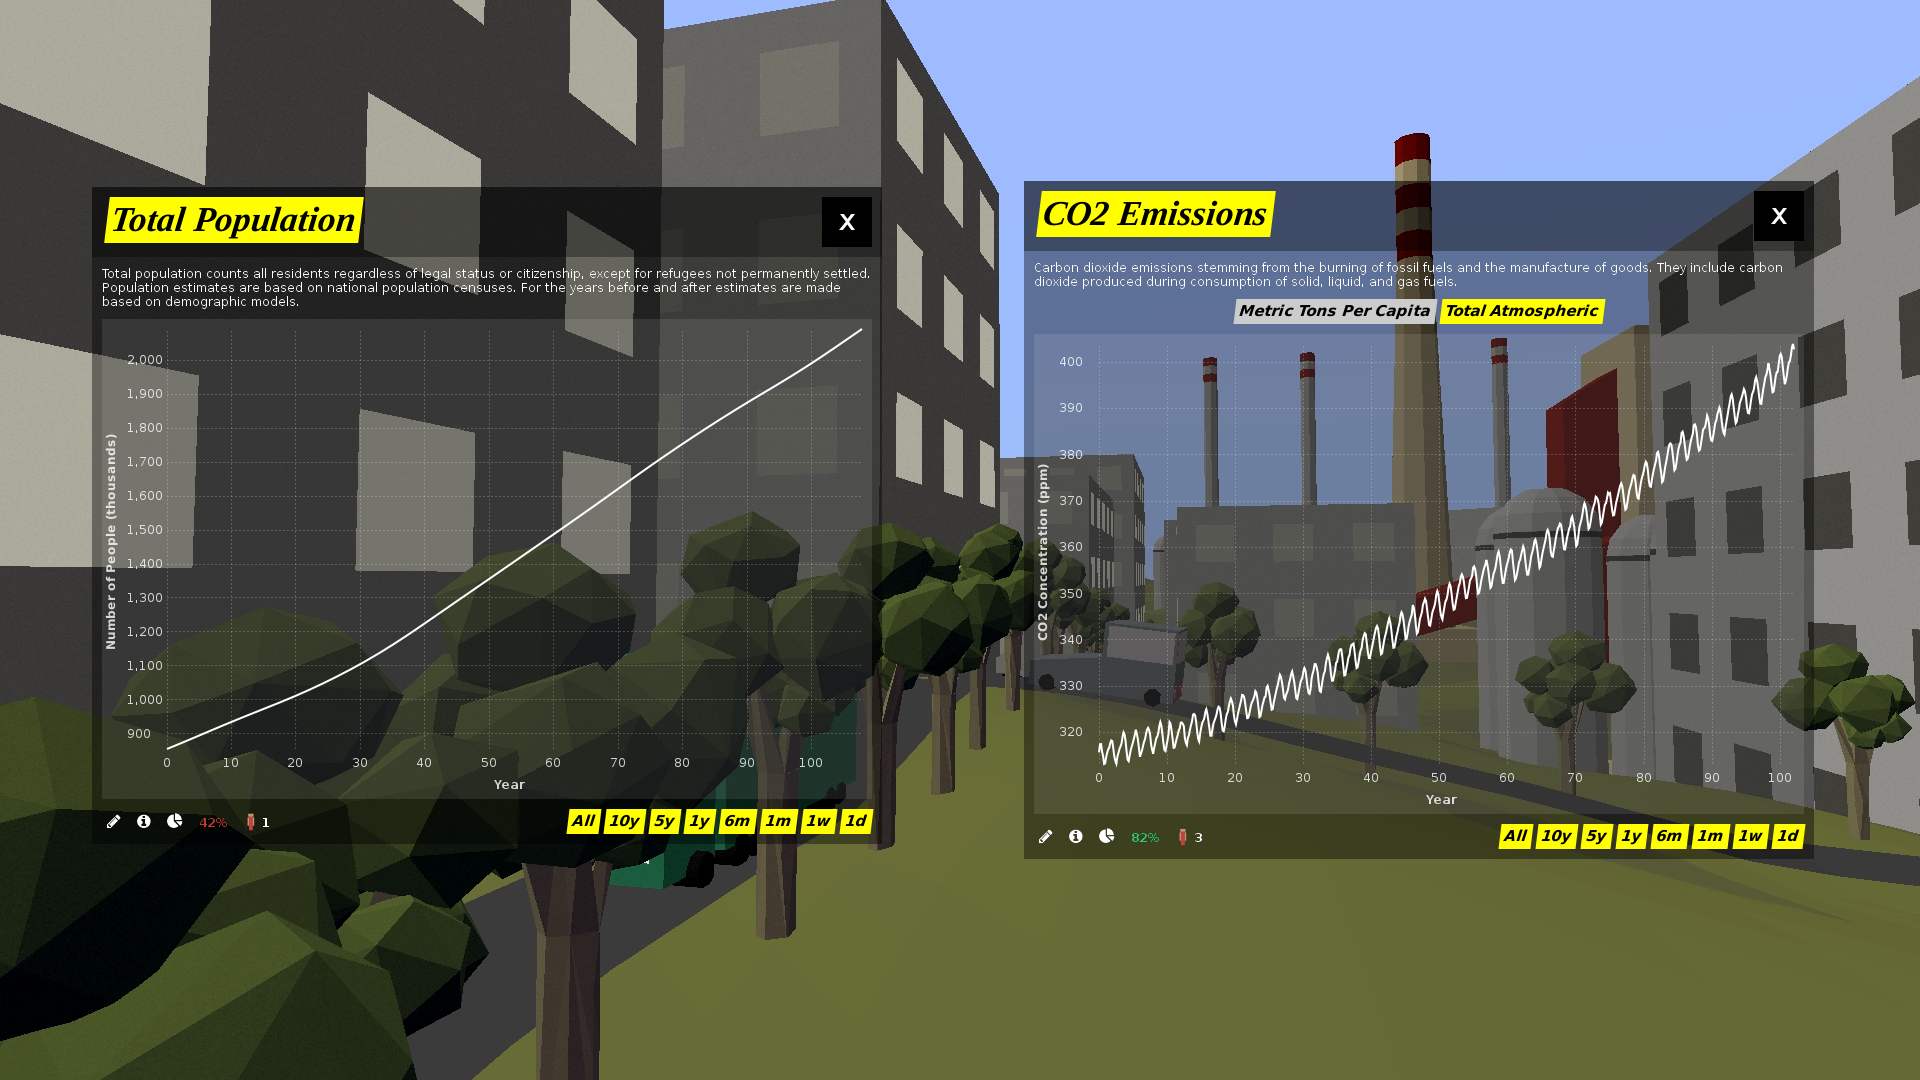 Total Population
X
Total population counts all residents regardless of legal status or citizenship, except for refugees not permanently settled.
Population estimates are based on national population censuses. For the years before and after estimates are made
based on demographic models.
Number of People (thousands)
2,000
1,900
1,800
1,700
1,600
1,500
1,400
1,300
1,200
1,100
1,000
900
0 10 20 30 40 50 60 70 80 90 100
Year
42% 1
All 10y 5y 1y 6m 1m 1w 1d
CO2 Emissions
X
Carbon dioxide emissions stemming from the burning of fossil fuels and the manufacture of goods. They include carbon
dioxide produced during consumption of solid, liquid, and gas fuels.
Metric Tons Per Capita Total Atmospheric
CO2 Concentration (ppm)
400
390
380
370
360
350
340
330
320
0 10 20 30 40 50 60 70 80 90 100
Year
82% 3
All 10y 5y 1y 6m 1m 1w 1d